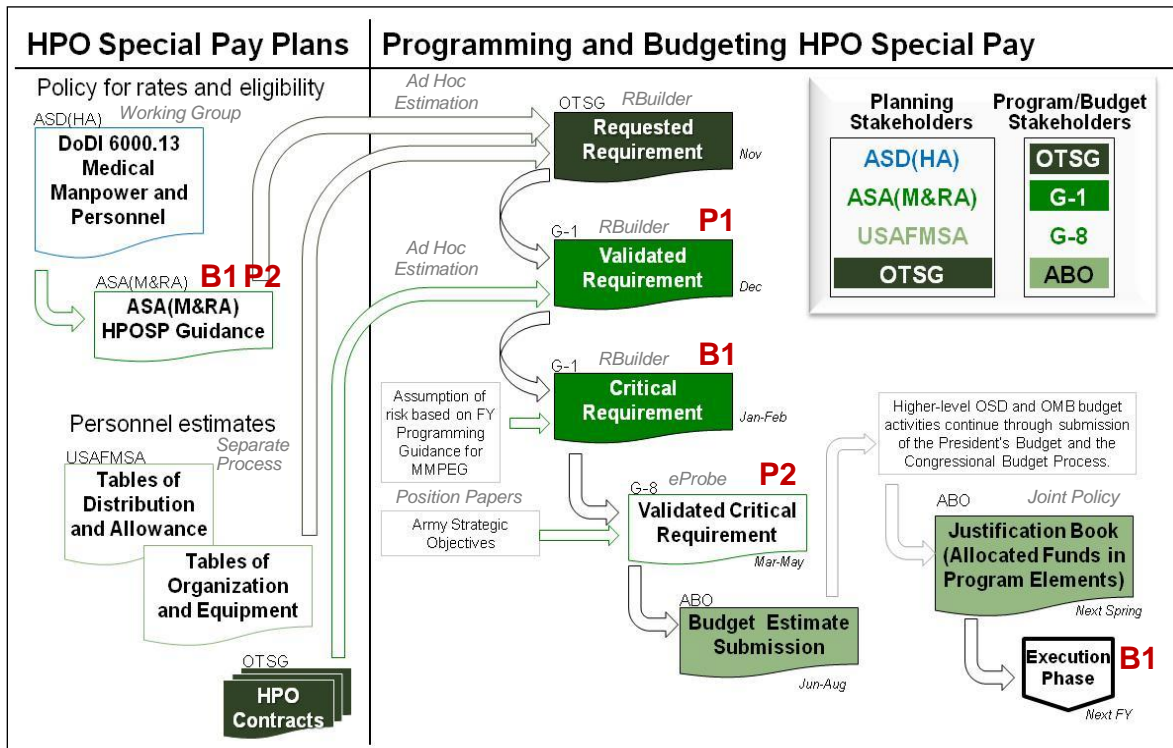 HPO Special Pay Plans
Policy for rates and eligibility
ASD(HA)
Working Group
DoDI 6000.13
Medical
Manpower and
Personnel
ASA(M&RA)
B1 P2
ASA(M&RA)
HPOSP Guidance
Personnel estimates
USAFMSA
Separate
Process
Tables of
Distribution
and Allowance
Tables of
Organization
and Equipment
OTSG
HPO
Contracts
Programming and Budgeting HPO Special Pay
Ad Hoc
Estimation
OTSG
RBuilder
Requested
Requirement
Nov
Ad Hoc
Estimation
G-1
RBuilder
P1
Validated
Requirement
Dec
G-1
RBuilder
B1
Critical
Requirement
Jan-Feb
Assumption of
risk based on FY
Programming
Guidance for
MMPEG
Position Papers
Army Strategic
Objectives
G-8
eProbe
P2
Validated Critical
Requirement
Mar-May
ABO
Budget Estimate
Submission
Jun-Aug
Planning
Stakeholders
ASD(HA)
ASA(M&RA)
USAFMSA
OTSG
Program/Budget
Stakeholders
OTSG
G-1
G-8
ABO
Higher-level OSD and OMB budget
activities continue through submission
of the President's Budget and the
Congressional Budget Process.
ABO
Joint Policy
Justification Book
(Allocated Funds in
Program Elements)
Next Spring
Execution
Phase
B1
Next FY